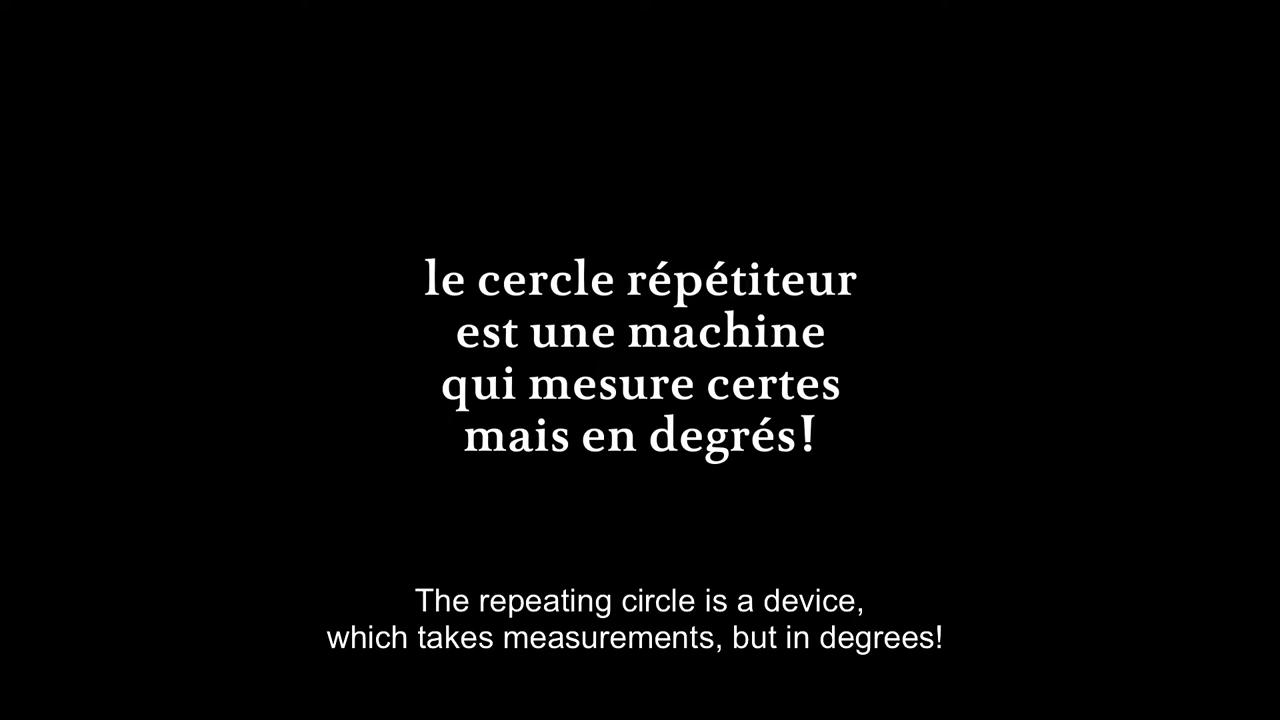 le cercle répétiteur
est une machine
qui mesure certes
mais en degrés!
The repeating circle is a device,
which takes measurements, but in degrees!